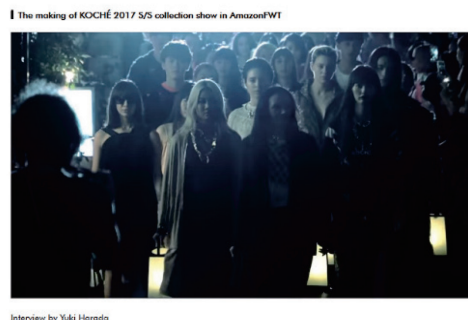 The making of KOCHÉ 2017 S/S collection show in AmazonFWT
Interview by Yuki Harada